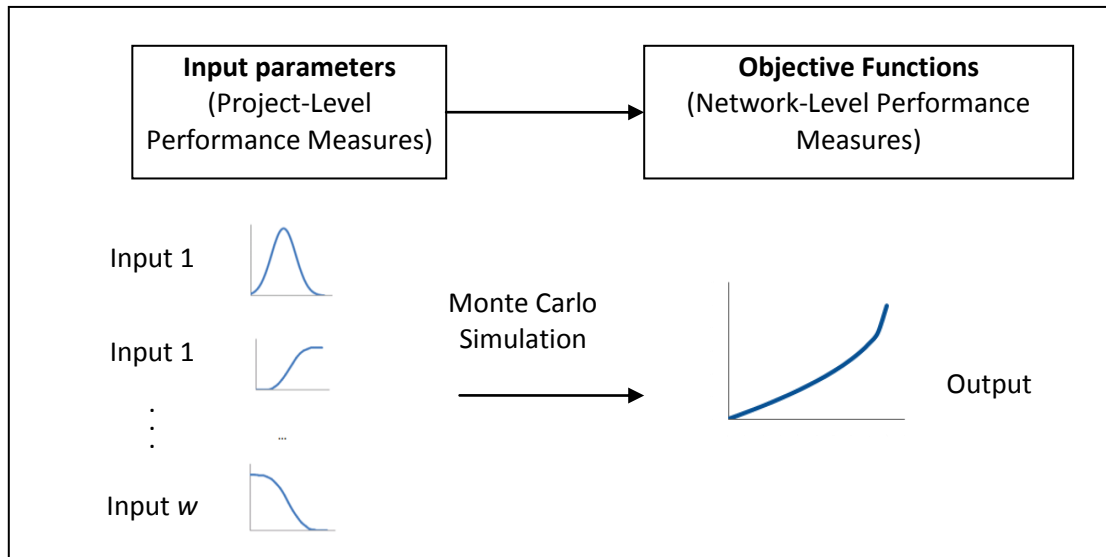 Input parameters
(Project-Level
Performance Measures)
Objective Functions
(Network-Level Performance
Measures)
Input 1
Monte Carlo
Simulation
Input 1
Output
...
Input w